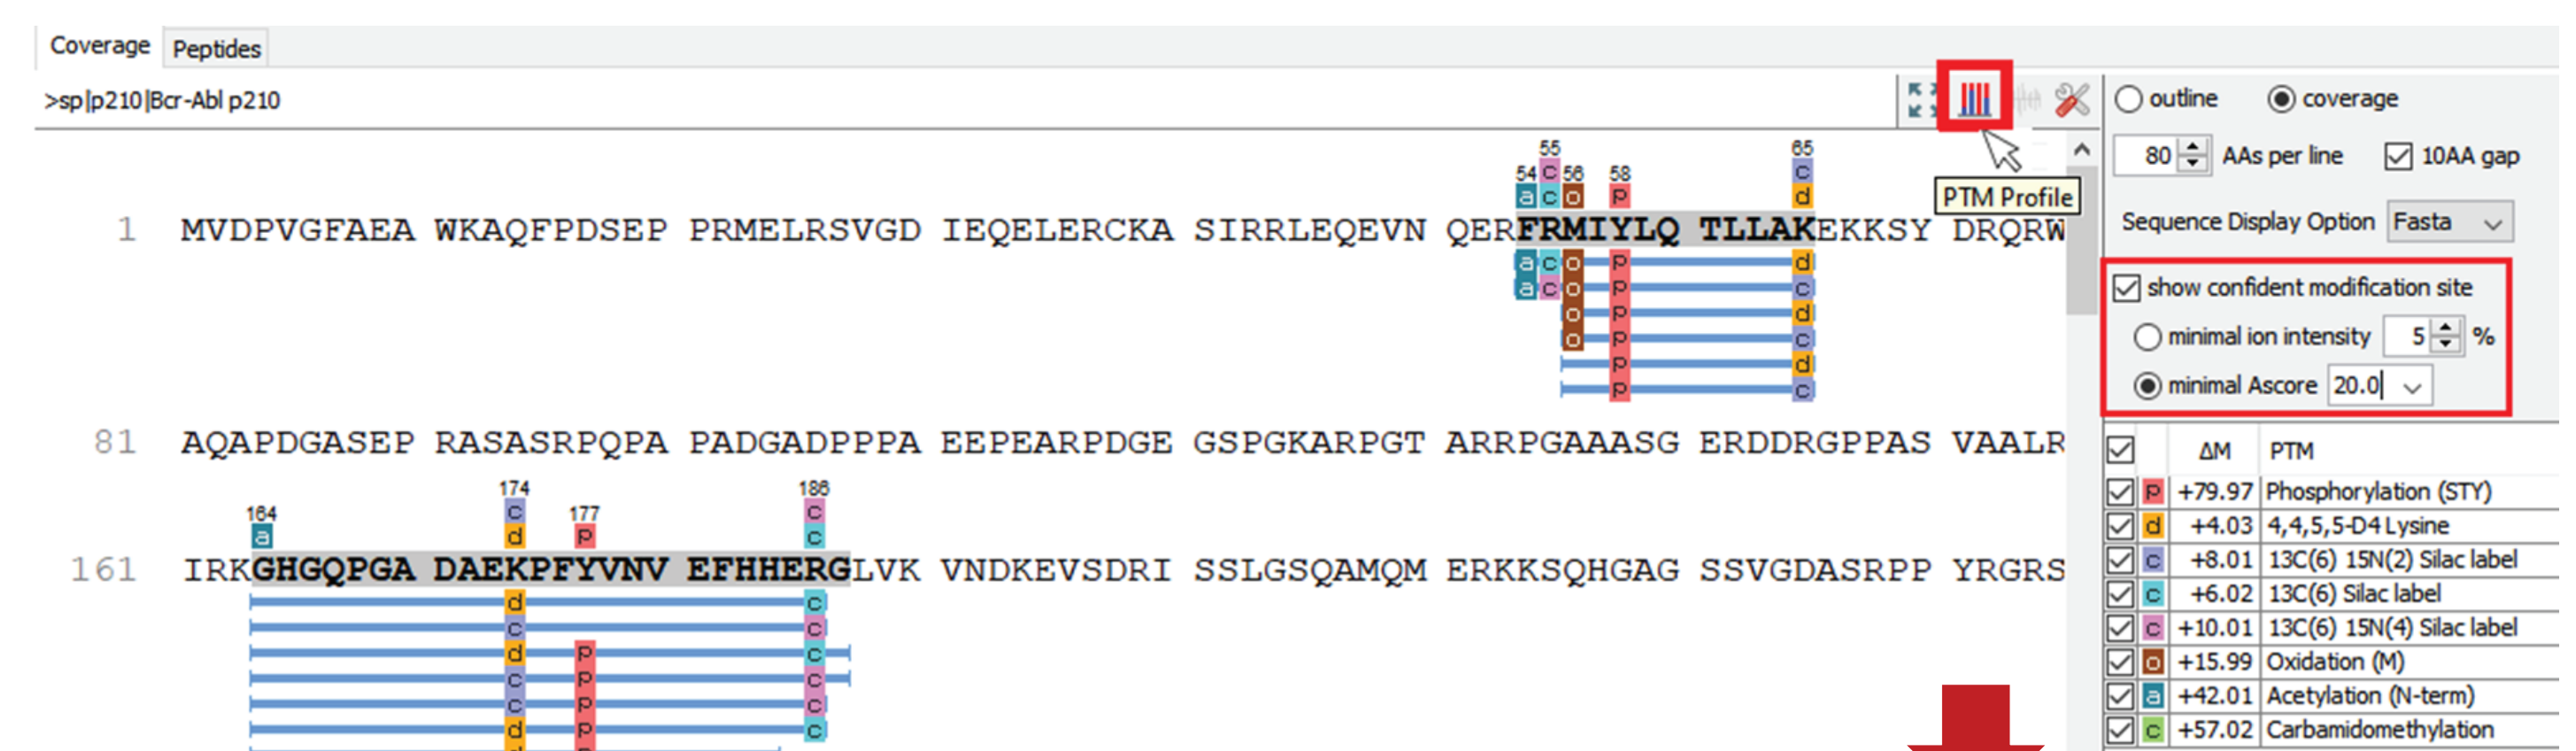 Coverage Peptides
>sp|p210|Bcr-Abl p210
PTM Profile
54 55 56 58 65
a c c o P c d
1 MVDPVGFAEA WKAQFPDSEP PRMELRSVGD IEQELERCKA SIRRLEQEVN QERFRMIYLQ TLLAKEKKSY DRQRW
a c o P d
a c o P c
o P d
o P c
P d
P c
81 AQAPDGASEP RASASRPQPA PADGADPPPA EEPEARPDGE GSPGKARPGT ARRPGAAASG ERDDRGPPAS VAALR
164 174 177 186
a c d P c c
161 IRKGHGQPGA DAEKPFYVNV EFHHERGLVK VNDKEVSDRI SSLGSQAMQM ERKKSQHGAG SSVGDASRPP YRGRS
d c
c c
d P c
c P c
c P c
d P c
outline coverage
80 AAs per line 10AA gap
Sequence Display Option Fasta
show confident modification site
minimal ion intensity 5 %
minimal Ascore 20.0
ΔM PTM
P +79.97 Phosphorylation (STY)
d +4.03 4,4,5,5-D4 Lysine
c +8.01 13C(6) 15N(2) Silac label
c +6.02 13C(6) Silac label
c +10.01 13C(6) 15N(4) Silac label
o +15.99 Oxidation (M)
a +42.01 Acetylation (N-term)
c +57.02 Carbamidomethylation